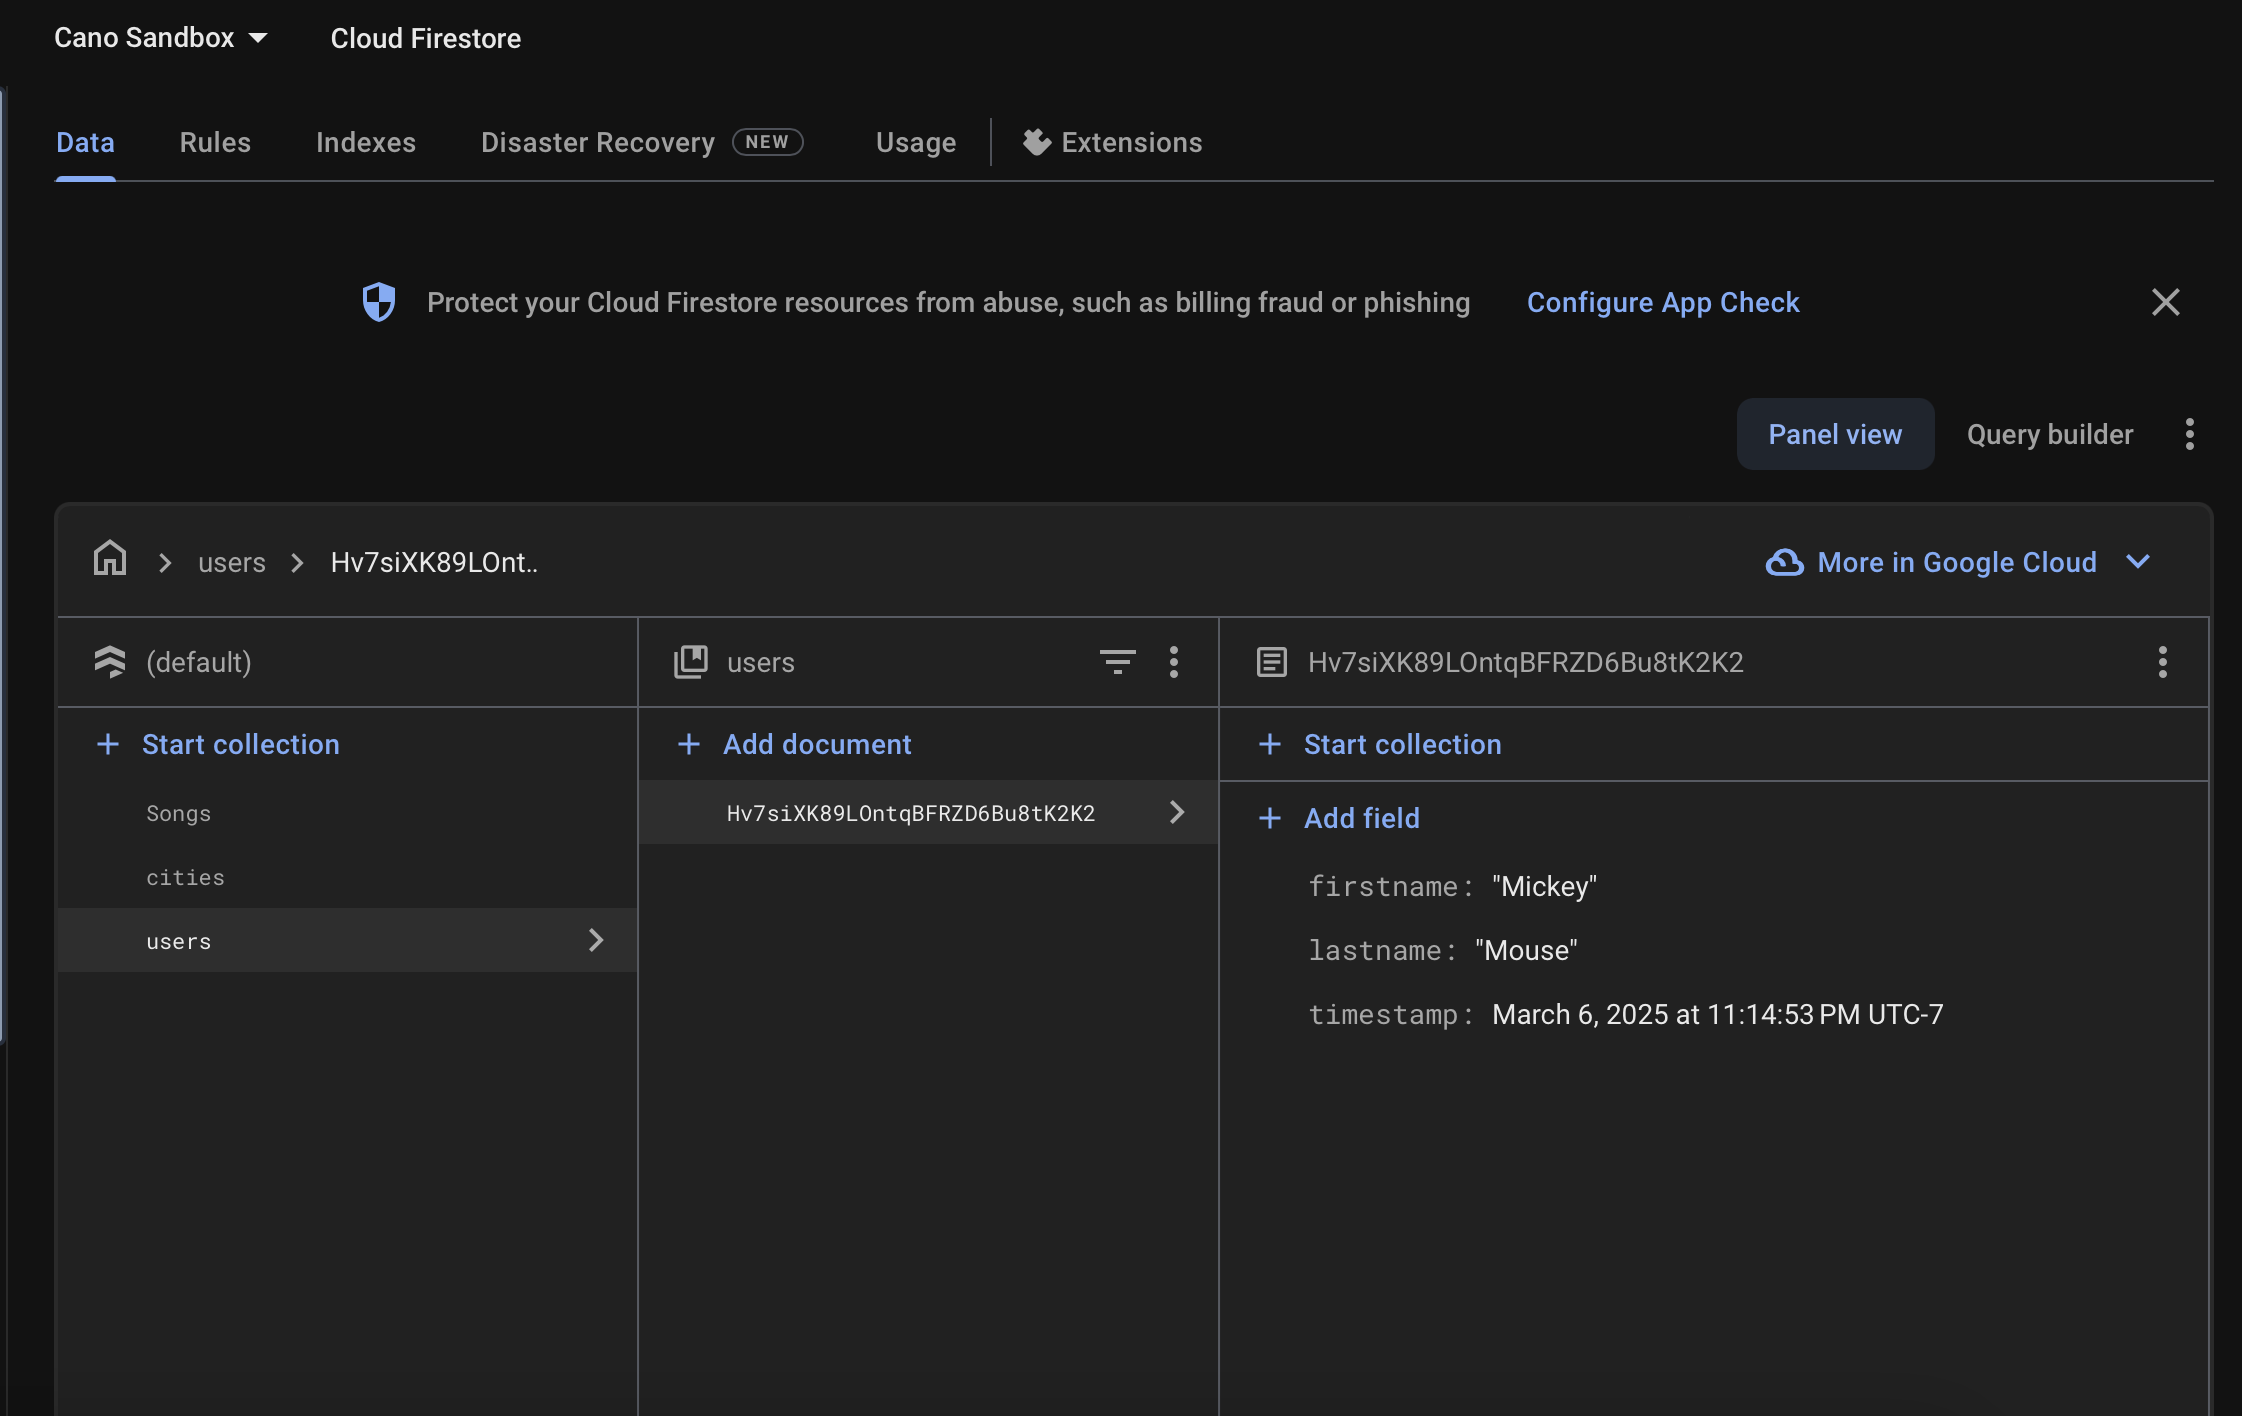 Cano Sandbox Cloud Firestore
Data Rules Indexes Disaster Recovery NEW Usage Extensions
Protect your Cloud Firestore resources from abuse, such as billing fraud or phishing Configure App Check
Panel view Query builder
users Hv7siXK89LOnt..
More in Google Cloud
(default)
Start collection
Songs
cities
users
users
Add document
Hv7siXK89LOntqBFRZD6Bu8tK2K2
Hv7siXK89LOntqBFRZD6Bu8tK2K2
Start collection
Add field
firstname: "Mickey"
lastname: "Mouse"
timestamp: March 6, 2025 at 11:14:53 PM UTC-7